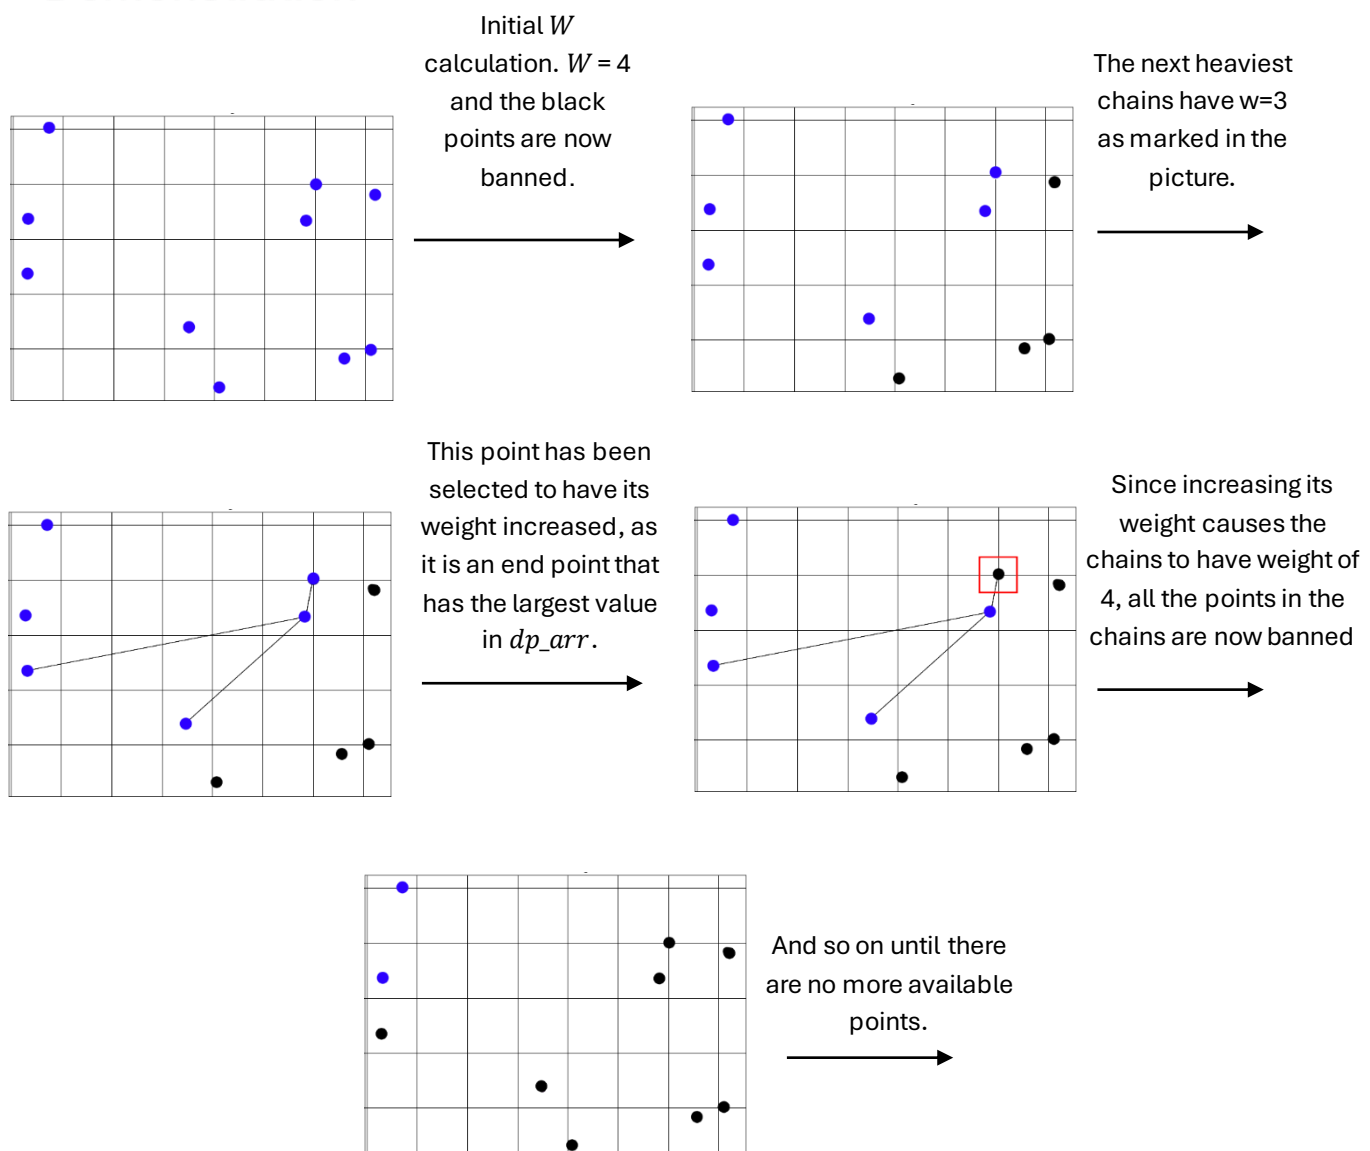 Initial W
calculation. W = 4
and the black
points are now
banned.
The next heaviest
chains have w=3
as marked in the
picture.
This point has been
selected to have its
weight increased, as
it is an end point that
has the largest value
in dp_arr.
Since increasing its
weight causes the
chains to have weight of
4, all the points in the
chains are now banned
And so on until there
are no more available
points.